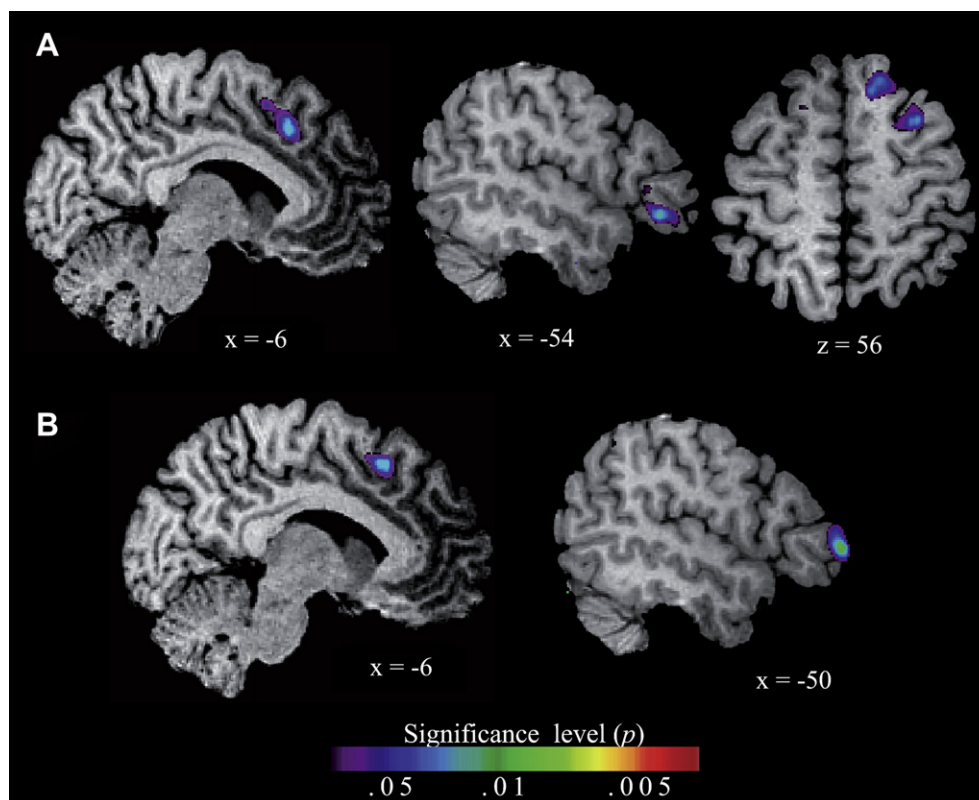 A
x = -6
x = -54
z = 56
B
x = -6
x = -50
Significance level (p)
.05 .01 .005